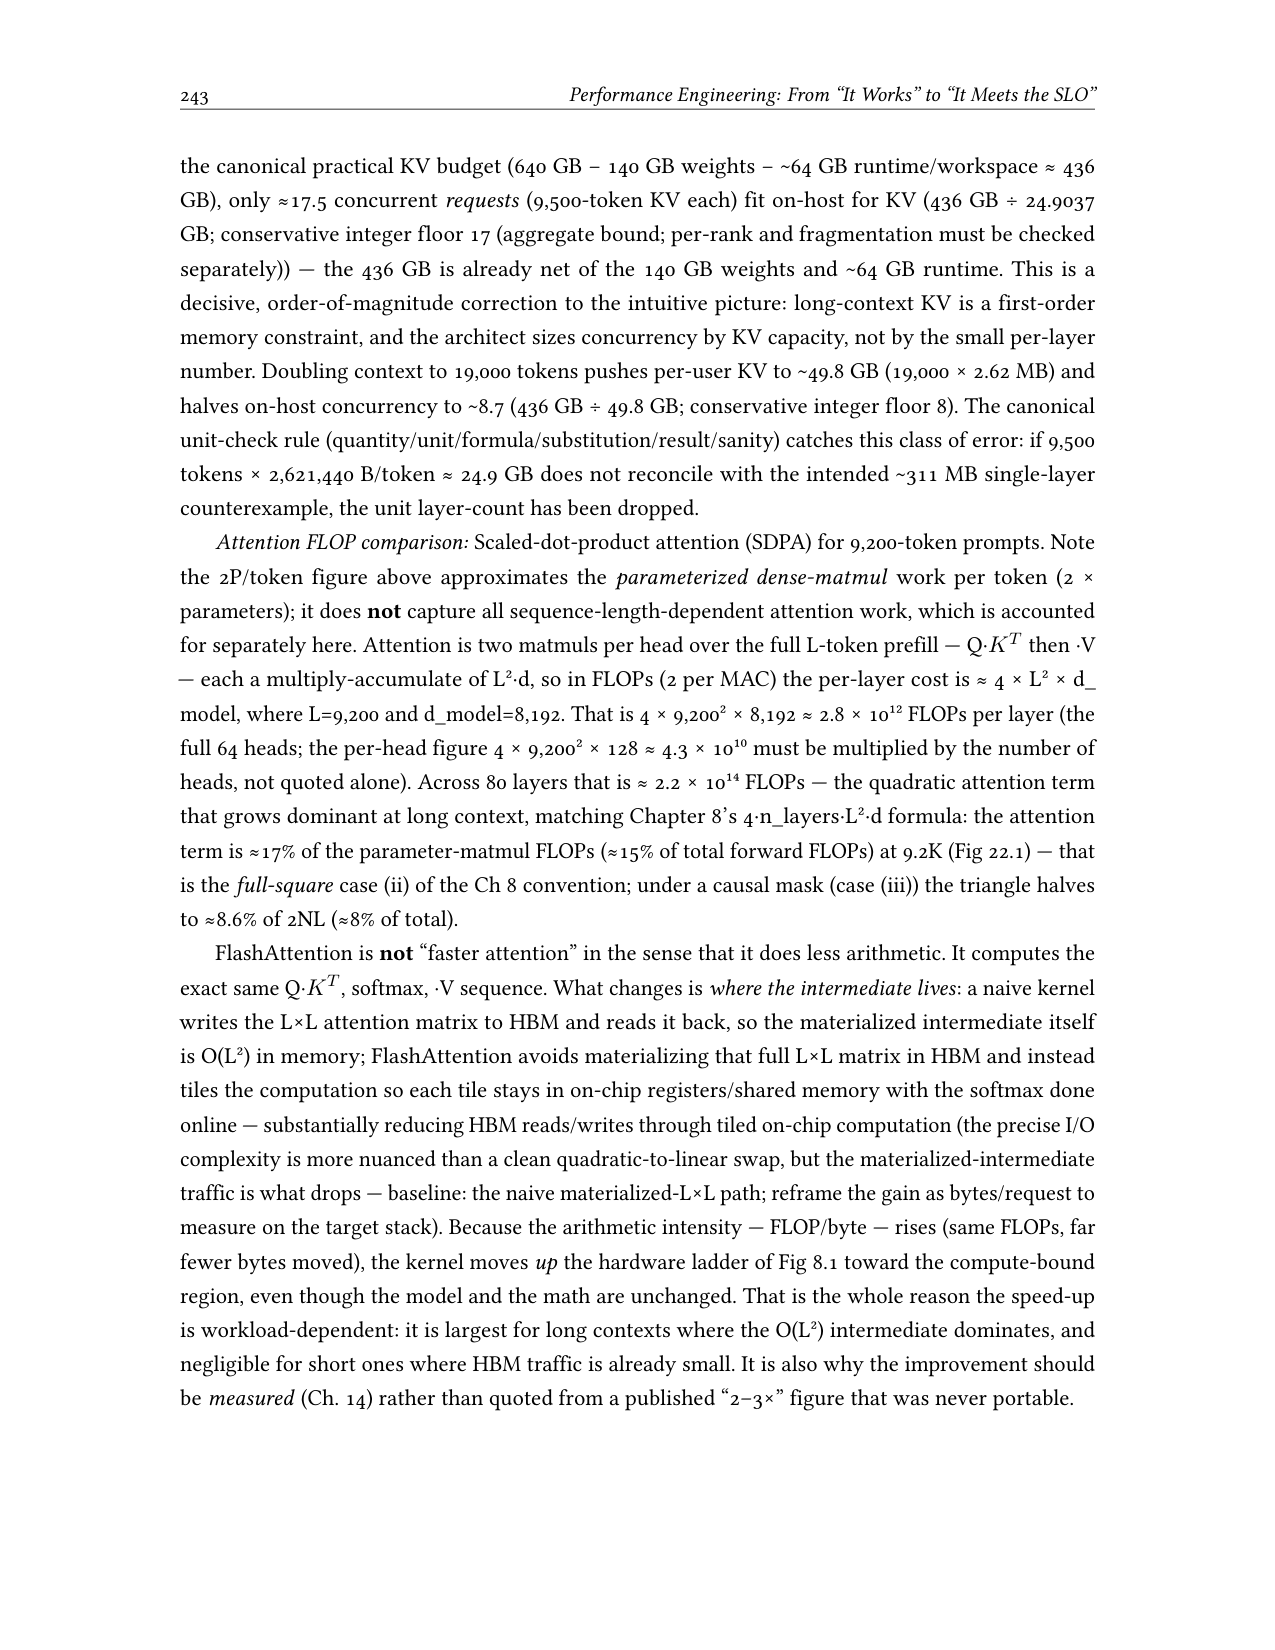 243 Performance Engineering: From “It Works” to “It Meets the SLO”
the canonical practical KV budget (640 GB – 140 GB weights – ~64 GB runtime/workspace ≈ 436
GB), only ≈17.5 concurrent requests (9,500-token KV each) fit on-host for KV (436 GB ÷ 24.9037
GB; conservative integer floor 17 (aggregate bound; per-rank and fragmentation must be checked
separately)) — the 436 GB is already net of the 140 GB weights and ~64 GB runtime. This is a
decisive, order-of-magnitude correction to the intuitive picture: long-context KV is a first-order
memory constraint, and the architect sizes concurrency by KV capacity, not by the small per-layer
number. Doubling context to 19,000 tokens pushes per-user KV to ~49.8 GB (19,000 × 2.62 MB) and
halves on-host concurrency to ~8.7 (436 GB ÷ 49.8 GB; conservative integer floor 8). The canonical
unit-check rule (quantity/unit/formula/substitution/result/sanity) catches this class of error: if 9,500
tokens × 2,621,440 B/token ≈ 24.9 GB does not reconcile with the intended ~311 MB single-layer
counterexample, the unit layer-count has been dropped.
Attention FLOP comparison: Scaled-dot-product attention (SDPA) for 9,200-token prompts. Note
the 2P/token figure above approximates the parameterized dense-matmul work per token (2 ×
parameters); it does not capture all sequence-length-dependent attention work, which is accounted
for separately here. Attention is two matmuls per head over the full L-token prefill — Q·K^T then ·V
— each a multiply-accumulate of L²·d, so in FLOPs (2 per MAC) the per-layer cost is ≈ 4 × L² × d_
model, where L=9,200 and d_model=8,192. That is 4 × 9,200² × 8,192 ≈ 2.8 × 10¹² FLOPs per layer (the
full 64 heads; the per-head figure 4 × 9,200² × 128 ≈ 4.3 × 10¹⁰ must be multiplied by the number of
heads, not quoted alone). Across 80 layers that is ≈ 2.2 × 10¹⁴ FLOPs — the quadratic attention term
that grows dominant at long context, matching Chapter 8’s 4·n_layers·L²·d formula: the attention
term is ≈17% of the parameter-matmul FLOPs (≈15% of total forward FLOPs) at 9.2K (Fig 22.1) — that
is the full-square case (ii) of the Ch 8 convention; under a causal mask (case (iii)) the triangle halves
to ≈8.6% of 2NL (≈8% of total).
FlashAttention is not “faster attention” in the sense that it does less arithmetic. It computes the
exact same Q·K^T, softmax, ·V sequence. What changes is where the intermediate lives: a naive kernel
writes the L×L attention matrix to HBM and reads it back, so the materialized intermediate itself
is O(L²) in memory; FlashAttention avoids materializing that full L×L matrix in HBM and instead
tiles the computation so each tile stays in on-chip registers/shared memory with the softmax done
online — substantially reducing HBM reads/writes through tiled on-chip computation (the precise I/O
complexity is more nuanced than a clean quadratic-to-linear swap, but the materialized-intermediate
traffic is what drops — baseline: the naive materialized-L×L path; reframe the gain as bytes/request to
measure on the target stack). Because the arithmetic intensity — FLOP/byte — rises (same FLOPs, far
fewer bytes moved), the kernel moves up the hardware ladder of Fig 8.1 toward the compute-bound
region, even though the model and the math are unchanged. That is the whole reason the speed-up
is workload-dependent: it is largest for long contexts where the O(L²) intermediate dominates, and
negligible for short ones where HBM traffic is already small. It is also why the improvement should
be measured (Ch. 14) rather than quoted from a published “2–3×” figure that was never portable.